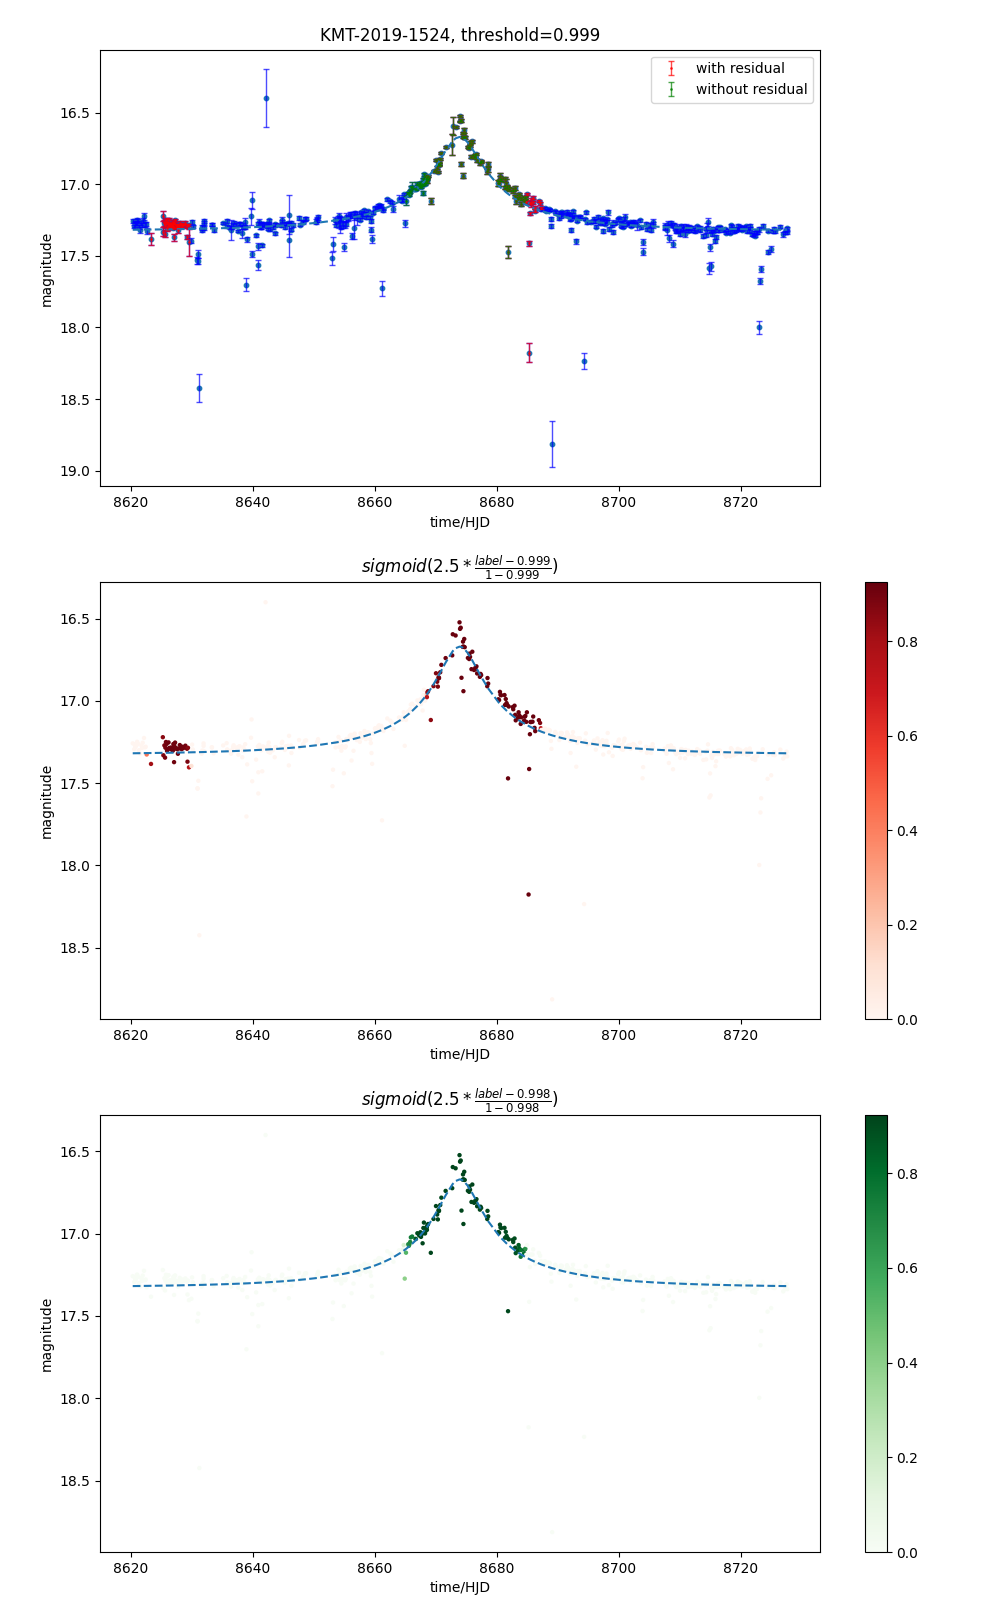 KMT-2019-1524, threshold=0.999
with residual
without residual
16.5
17.0
17.5
18.0
18.5
19.0
magnitude
8620 8640 8660 8680 8700 8720
time/HJD
sigmoid(2.5 * \frac{label − 0.999}{1 − 0.999})
16.5
17.0
17.5
18.0
18.5
magnitude
8620 8640 8660 8680 8700 8720
time/HJD
0.8
0.6
0.4
0.2
0.0
sigmoid(2.5 * \frac{label − 0.998}{1 − 0.998})
16.5
17.0
17.5
18.0
18.5
magnitude
8620 8640 8660 8680 8700 8720
time/HJD
0.8
0.6
0.4
0.2
0.0